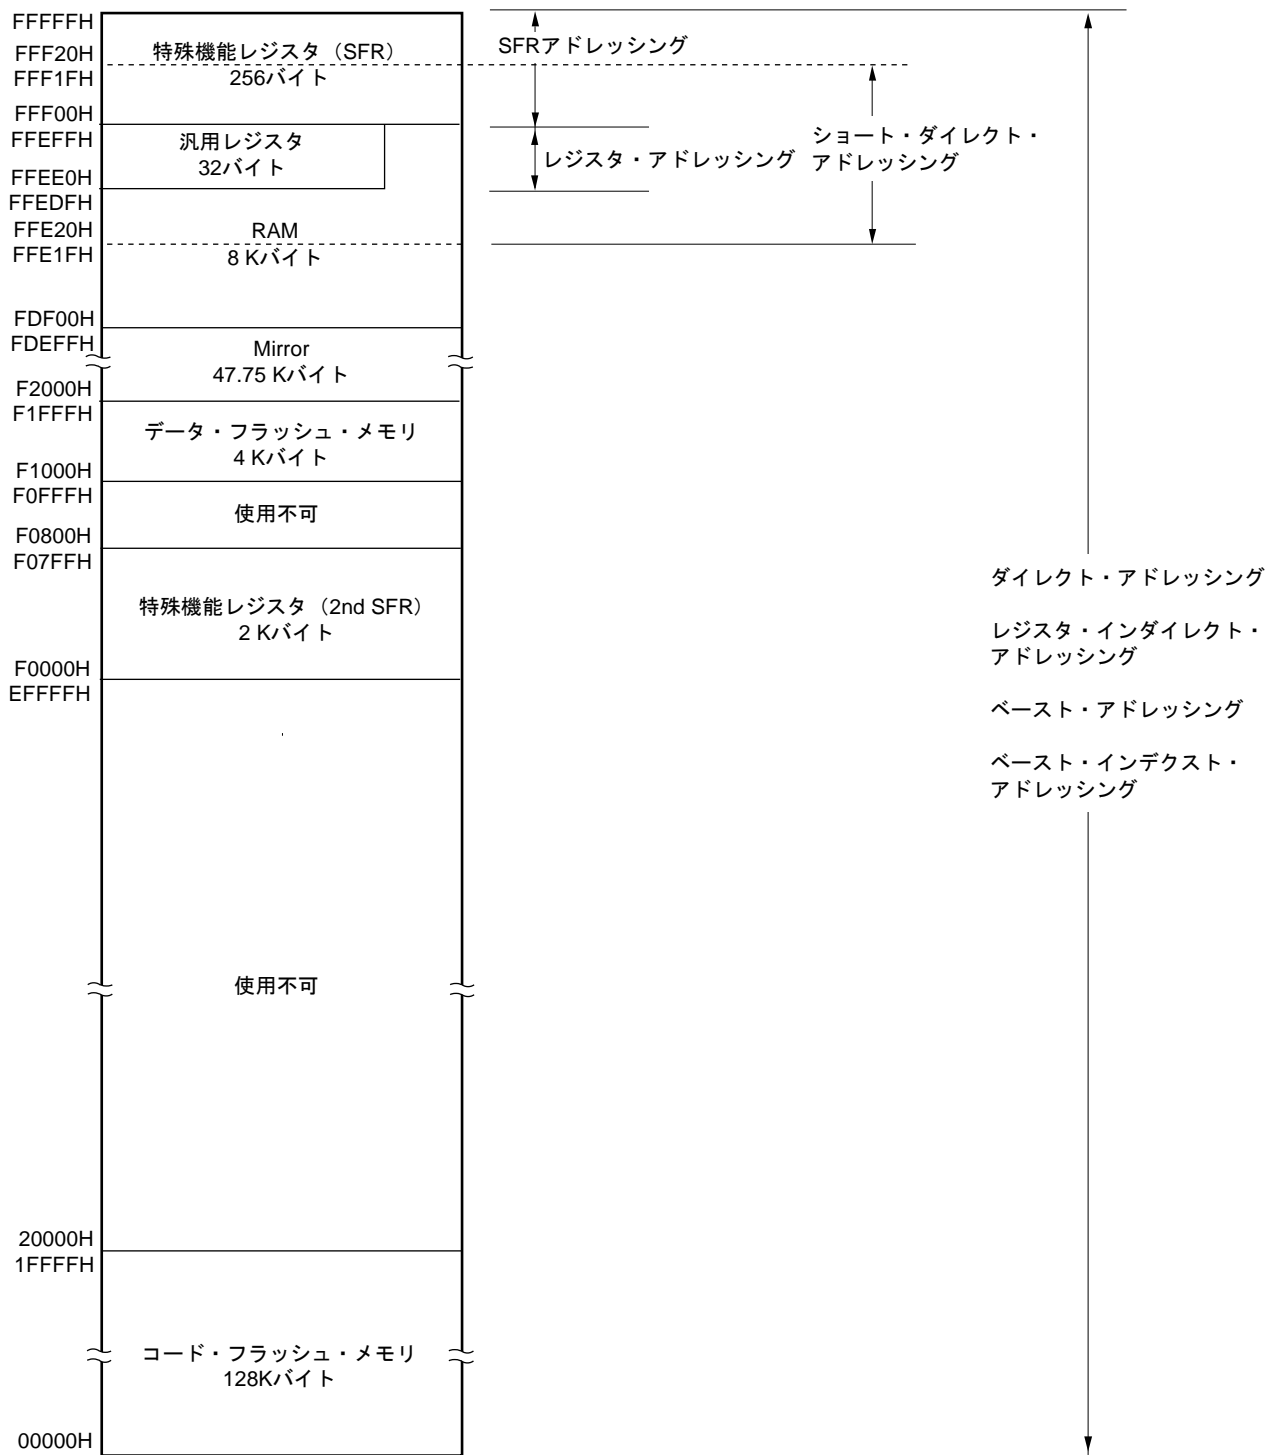 FFFFFH
FFF20H
FFF1FH
FFF00H
FFEFFH
FFEE0H
FFEDFH
FFE20H
FFE1FH
FDF00H
FDEFFH
F2000H
F1FFFH
F1000H
F0FFFH
F0800H
F07FFH
F0000H
EFFFFH
20000H
1FFFFH
00000H
特殊機能レジスタ（SFR）
256バイト
汎用レジスタ
32バイト
RAM
8 Kバイト
Mirror
47.75 Kバイト
データ・フラッシュ・メモリ
4 Kバイト
使用不可
特殊機能レジスタ（2nd SFR）
2 Kバイト
使用不可
コード・フラッシュ・メモリ
128Kバイト
SFRアドレッシング
レジスタ・アドレッシング
ショート・ダイレクト・
アドレッシング
ダイレクト・アドレッシング
レジスタ・インダイレクト・
アドレッシング
ベースト・アドレッシング
ベースト・インデクスト・
アドレッシング